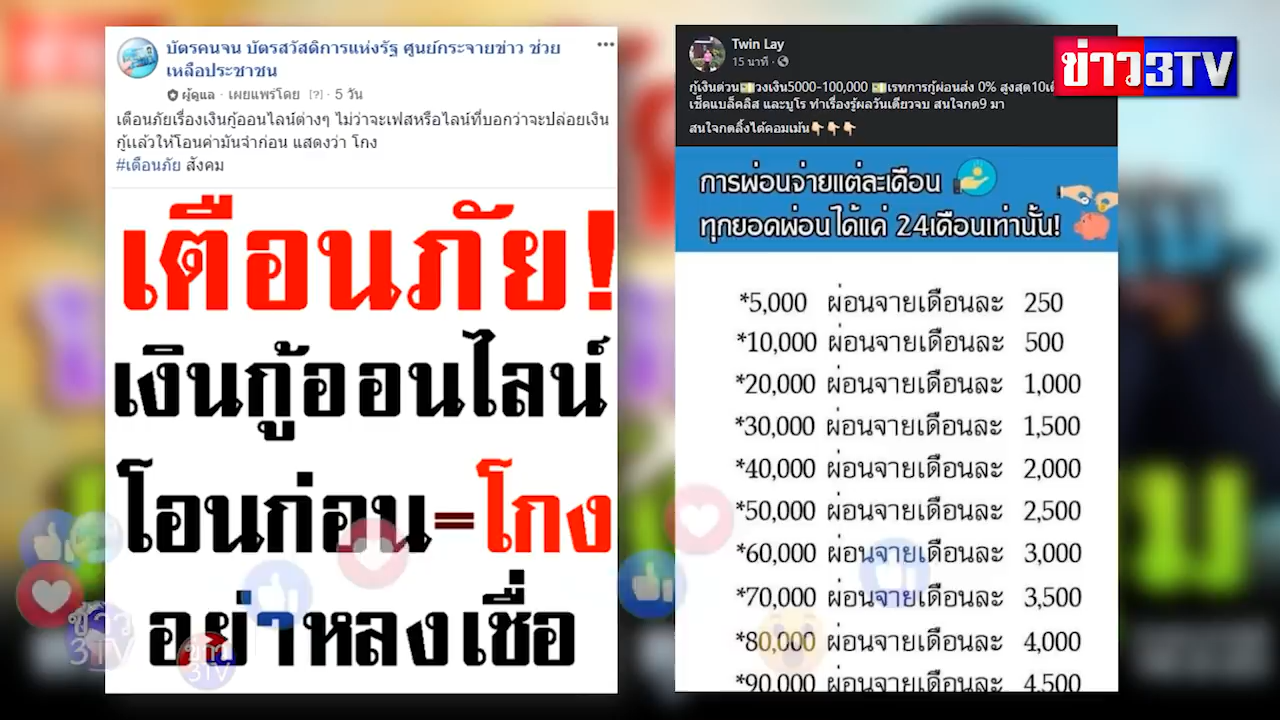 บัตรคนจน บัตรสวัสดิการแห่งรัฐ ศูนย์กระจายข่าว ช่วย
เหลือประชาชน
ผู้ดูแล · เผยแพร่โดย [?] · 5 วัน
เตือนภัยเรื่องเงินกู้ออนไลน์ต่างๆ ไม่ว่าจะเฟสหรือไลน์ที่บอกว่าจะปล่อยเงิน
กู้แล้วให้โอนค่ามันจำก่อน แสดงว่า โกง
#เตือนภัย สังคม
เตือนภัย!
เงินกู้ออนไลน์
โอนก่อน=โกง
อย่าหลงเชื่อ
Twin Lay
15 นาที ·
กู้เงินด่วน วงเงิน5000-100,000 เรทการกู้ผ่อนส่ง 0% สูงสุด10
เช็คแบล็คลิส และบูโร ทำเรื่องรู้ผลวันเดียวจบ สนใจกด9 มา
สนใจกดลิ้งใต้คอมเม้น
การผ่อนจ่ายแต่ละเดือน
ทุกยอดผ่อนได้แค่ 24เดือนเท่านั้น!
*5,000 ผ่อนจายเดือนละ 250
*10,000 ผ่อนจายเดือนละ 500
*20,000 ผ่อนจายเดือนละ 1,000
*30,000 ผ่อนจายเดือนละ 1,500
*40,000 ผ่อนจายเดือนละ 2,000
*50,000 ผ่อนจายเดือนละ 2,500
*60,000 ผ่อนจายเดือนละ 3,000
*70,000 ผ่อนจายเดือนละ 3,500
*80,000 ผ่อนจายเดือนละ 4,000
*90,000 ผ่อนจายเดือนละ 4,500
ข่าว3TV
ข่าว
3TV
ข่าว
3TV